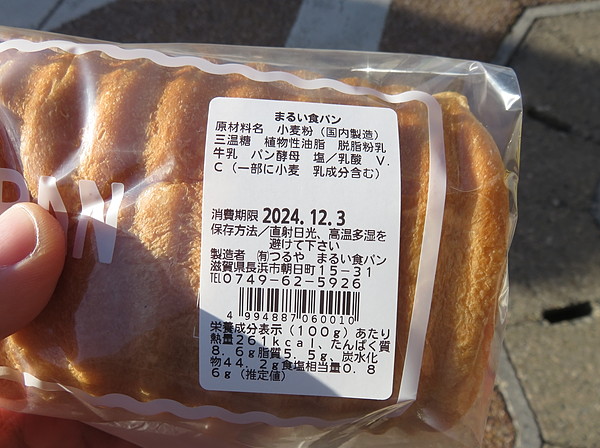 まるい食パン
原材料名 小麦粉（国内製造）
三温糖 植物性油脂 脱脂粉乳
牛乳 パン酵母 塩／乳酸 V.
C（一部に小麦 乳成分含む）
消費期限 2024.12.3
保存方法／直射日光、高温多湿を
避けて下さい
製造者 ㈲つるや まるい食パン
滋賀県長浜市朝日町15-31
℡0749-62-5926
4 994887 060010
栄養成分表示（100g）あたり
熱量261kcal、たんぱく質
8.6g脂質5.5g、炭水化
物44.2g食塩相当量0.8
6g（推定値）
PAN